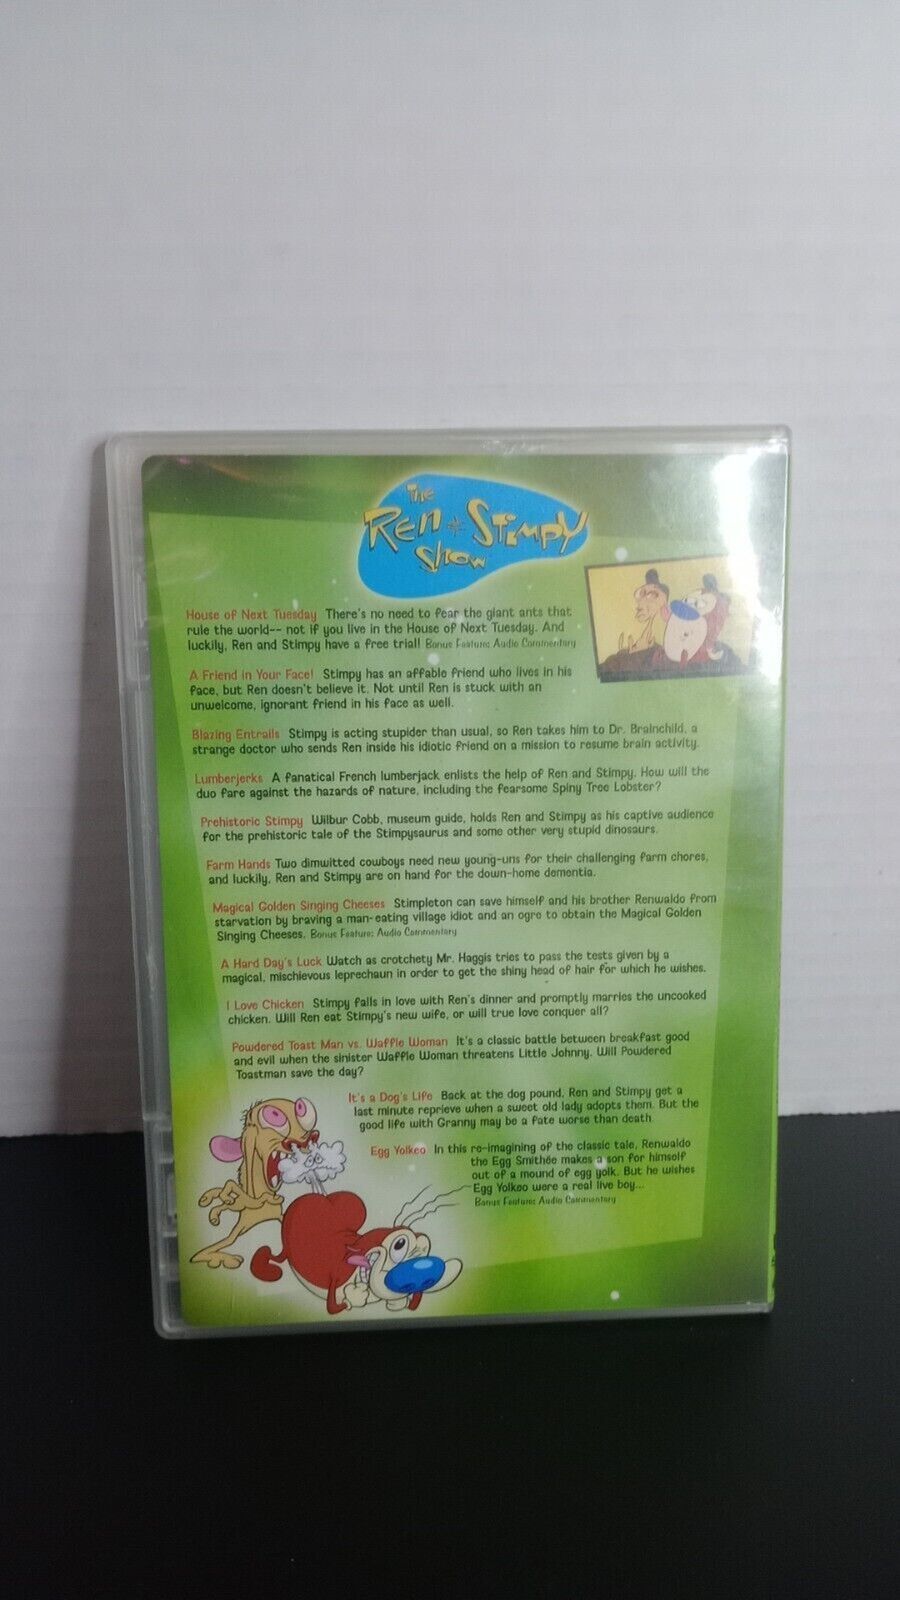 The
Ren + Stimpy
Show
House of Next Tuesday There's no need to fear the giant ants that
rule the world-- not if you live in the House of Next Tuesday. And
luckily, Ren and Stimpy have a free trial! Bonus Feature: Audio Commentary
A Friend in Your Face! Stimpy has an affable friend who lives in his
face, but Ren doesn't believe it. Not until Ren is stuck with an
unwelcome, ignorant friend in his face as well.
Blazing Entrails Stimpy is acting stupider than usual, so Ren takes him to Dr. Brainchild, a
strange doctor who sends Ren inside his idiotic friend on a mission to resume brain activity.
Lumberjerks A fanatical French lumberjack enlists the help of Ren and Stimpy. How will the
duo fare against the hazards of nature, including the fearsome Spiny Tree Lobster?
Prehistoric Stimpy Wilbur Cobb, museum guide, holds Ren and Stimpy as his captive audience
for the prehistoric tale of the Stimpysaurus and some other very stupid dinosaurs.
Farm Hands Two dimwitted cowboys need new young-uns for their challenging farm chores,
and luckily, Ren and Stimpy are on hand for the down-home dementia.
Magical Golden Singing Cheeses Stimpleton can save himself and his brother Renwaldo from
starvation by braving a man-eating village idiot and an ogre to obtain the Magical Golden
Singing Cheeses. Bonus Feature: Audio Commentary
A Hard Day's Luck Watch as crotchety Mr. Haggis tries to pass the tests given by a
magical, mischievous leprechaun in order to get the shiny head of hair for which he wishes.
I Love Chicken Stimpy falls in love with Ren's dinner and promptly marries the uncooked
chicken. Will Ren eat Stimpy's new wife, or will true love conquer all?
Powdered Toast Man vs. Waffle Woman It's a classic battle between breakfast good
and evil when the sinister Waffle Woman threatens Little Johnny. Will Powdered
Toastman save the day?
It's a Dog's Life Back at the dog pound, Ren and Stimpy get a
last minute reprieve when a sweet old lady adopts them. But the
good life with Granny may be a fate worse than death.
Egg Yolkeo In this re-imagining of the classic tale, Renwaldo
the Egg Smithée makes a son for himself
out of a mound of egg yolk. But he wishes
Egg Yolkeo were a real live boy...
Bonus Feature: Audio Commentary